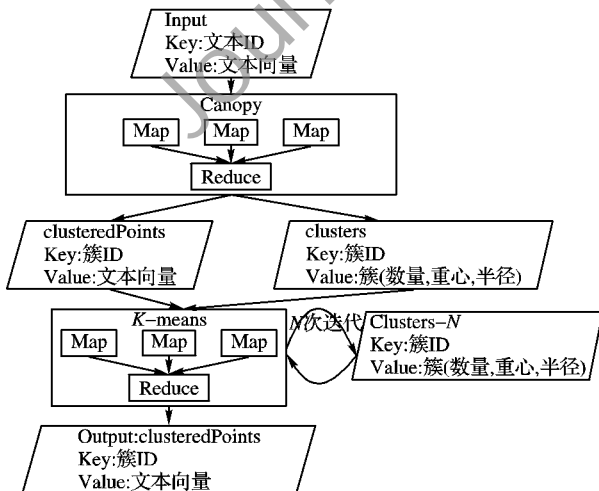 Journ
Input
Key:文本ID
Value:文本向量
Canopy
Map Map Map
Reduce
clusteredPoints
Key:簇ID
Value:文本向量
clusters
Key:簇ID
Value:簇(数量,重心,半径)
K-means
Map Map Map
Reduce
N次迭代
Clusters-N
Key:簇ID
Value:簇(数量,重心,半径)
Output:clusteredPoints
Key:簇ID
Value:文本向量